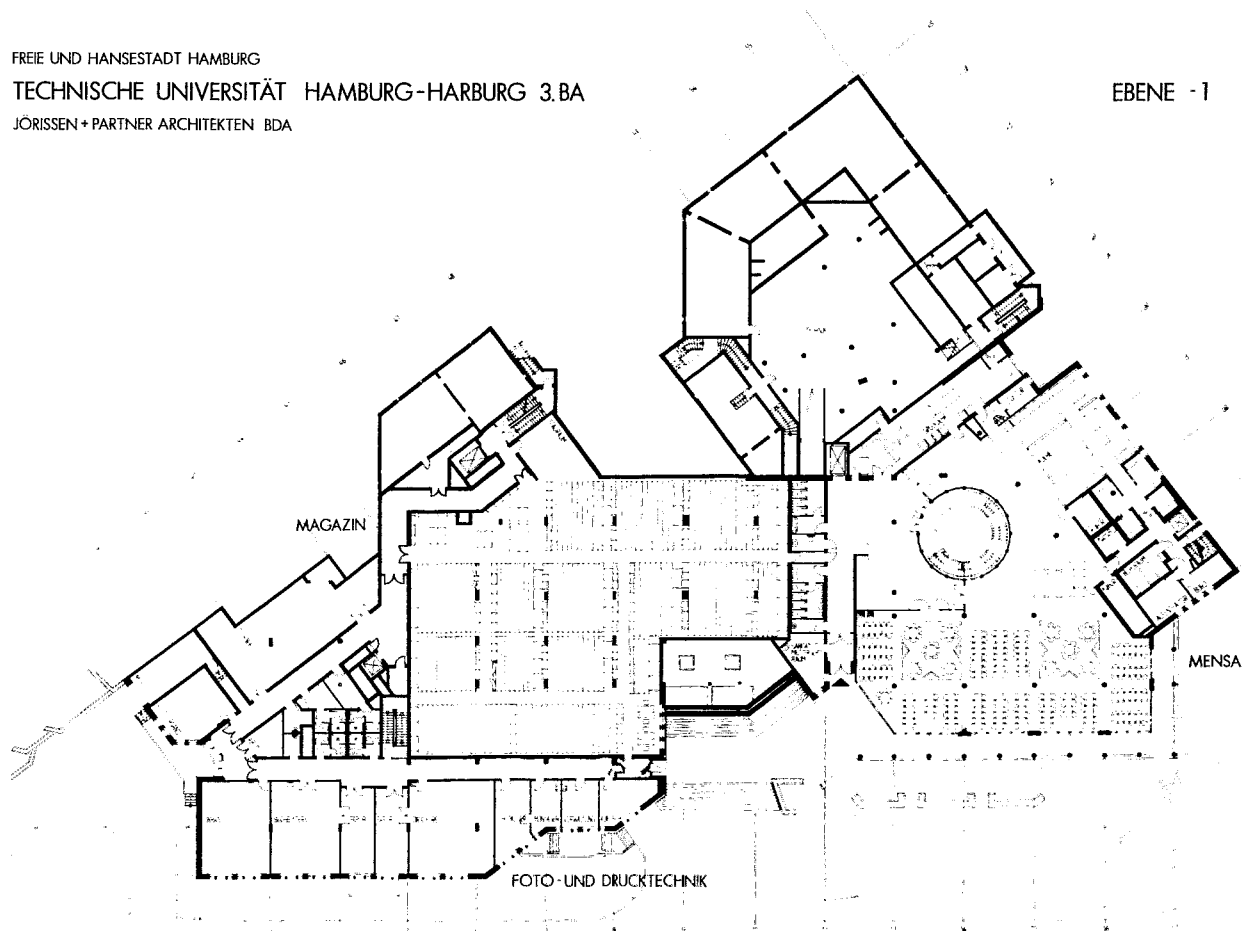 FREIE UND HANSESTADT HAMBURG
TECHNISCHE UNIVERSITÄT HAMBURG-HARBURG 3.BA
JÖRISSEN + PARTNER ARCHITEKTEN BDA
EBENE -1
MAGAZIN
MENSA
FOTO-UND DRUCKTECHNIK